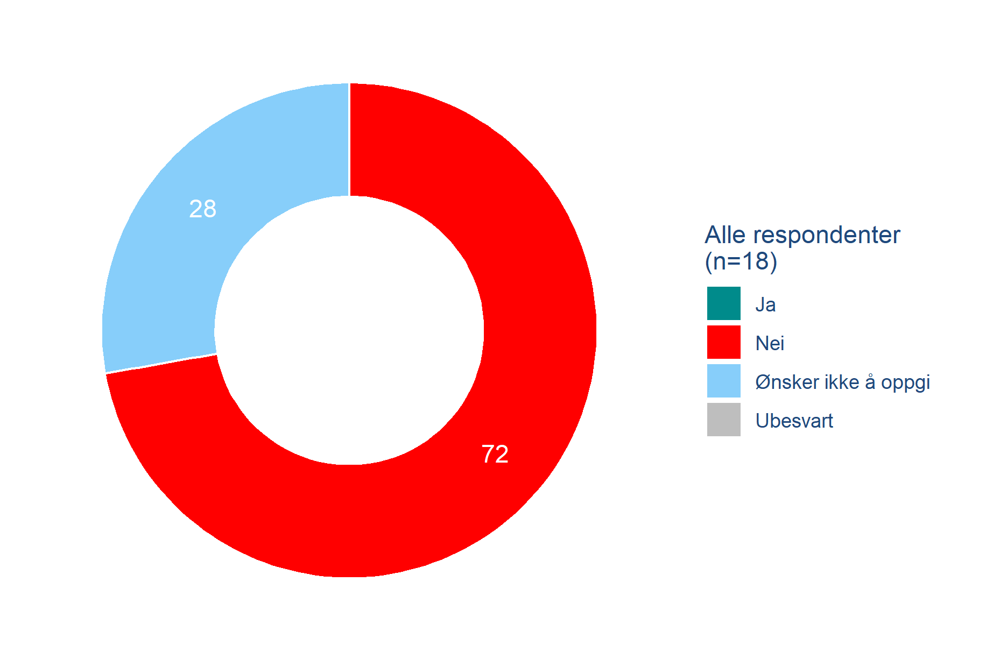 28
72
Alle respondenter
(n=18)
Ja
Nei
Ønsker ikke å oppgi
Ubesvart